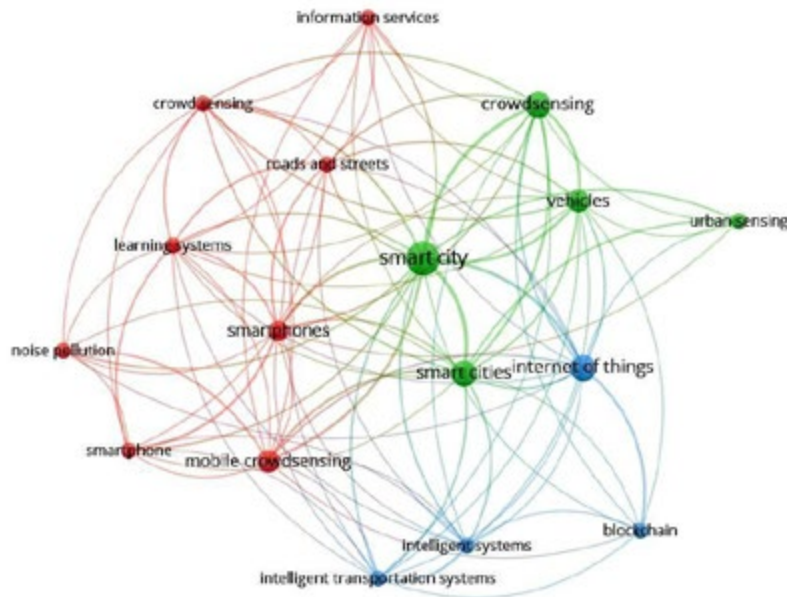 information services
crowdsensing
crowdsensing
roads and streets
vehicles
urban sensing
learning systems
smart city
smartphones
noise pollution
smart cities
internet of things
smartphone
mobile crowdsensing
blockchain
intelligent systems
intelligent transportation systems